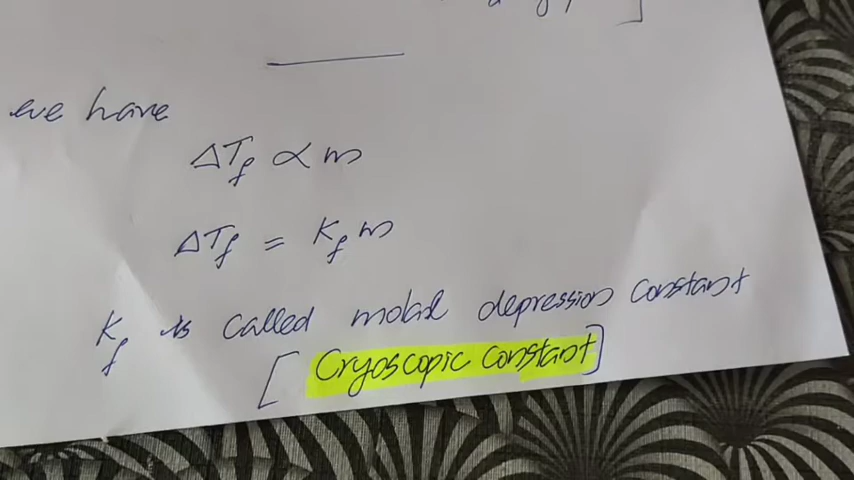 we have
ΔTf ∝ m
ΔTf = Kf m
Kf is called molal depression constant
[Cryoscopic constant]